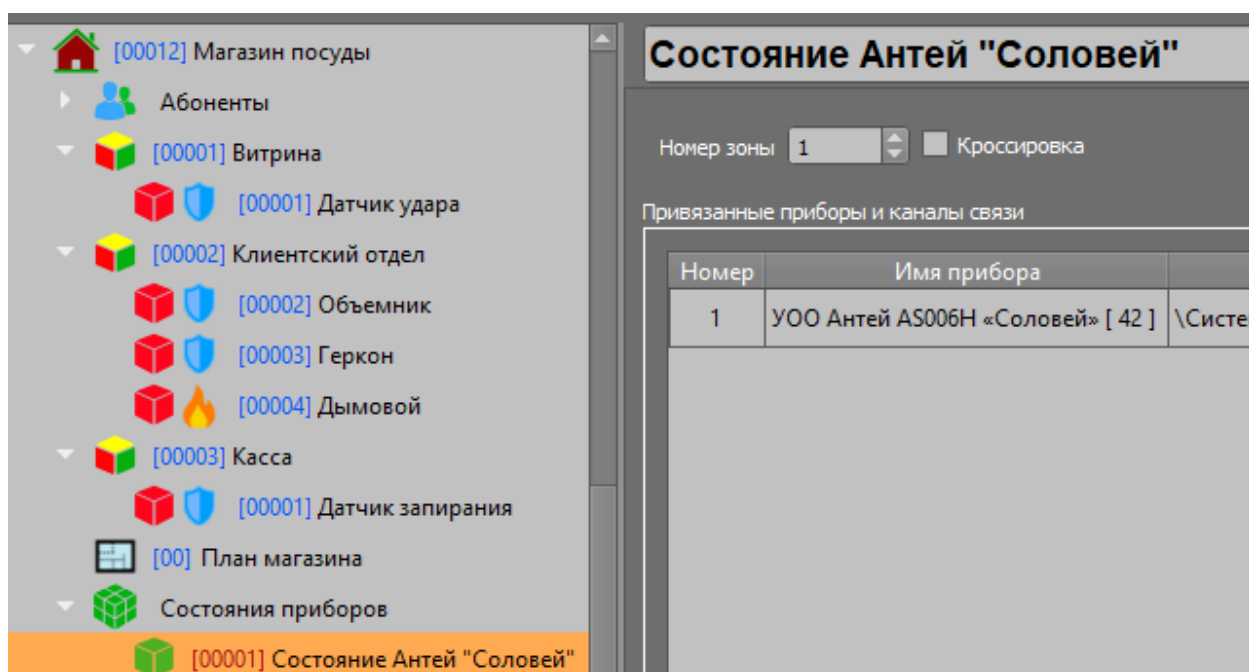 [00012] Магазин посуды
Абоненты
[00001] Витрина
[00001] Датчик удара
[00002] Клиентский отдел
[00002] Объемник
[00003] Геркон
[00004] Дымовой
[00003] Касса
[00001] Датчик запирания
[00] План магазина
Состояния приборов
[00001] Состояние Антей "Соловей"
Состояние Антей "Соловей"
Номер зоны 1 Кроссировка
Привязанные приборы и каналы связи
Номер Имя прибора
1 УОО Антей AS006H «Соловей» [ 42 ] \Систе